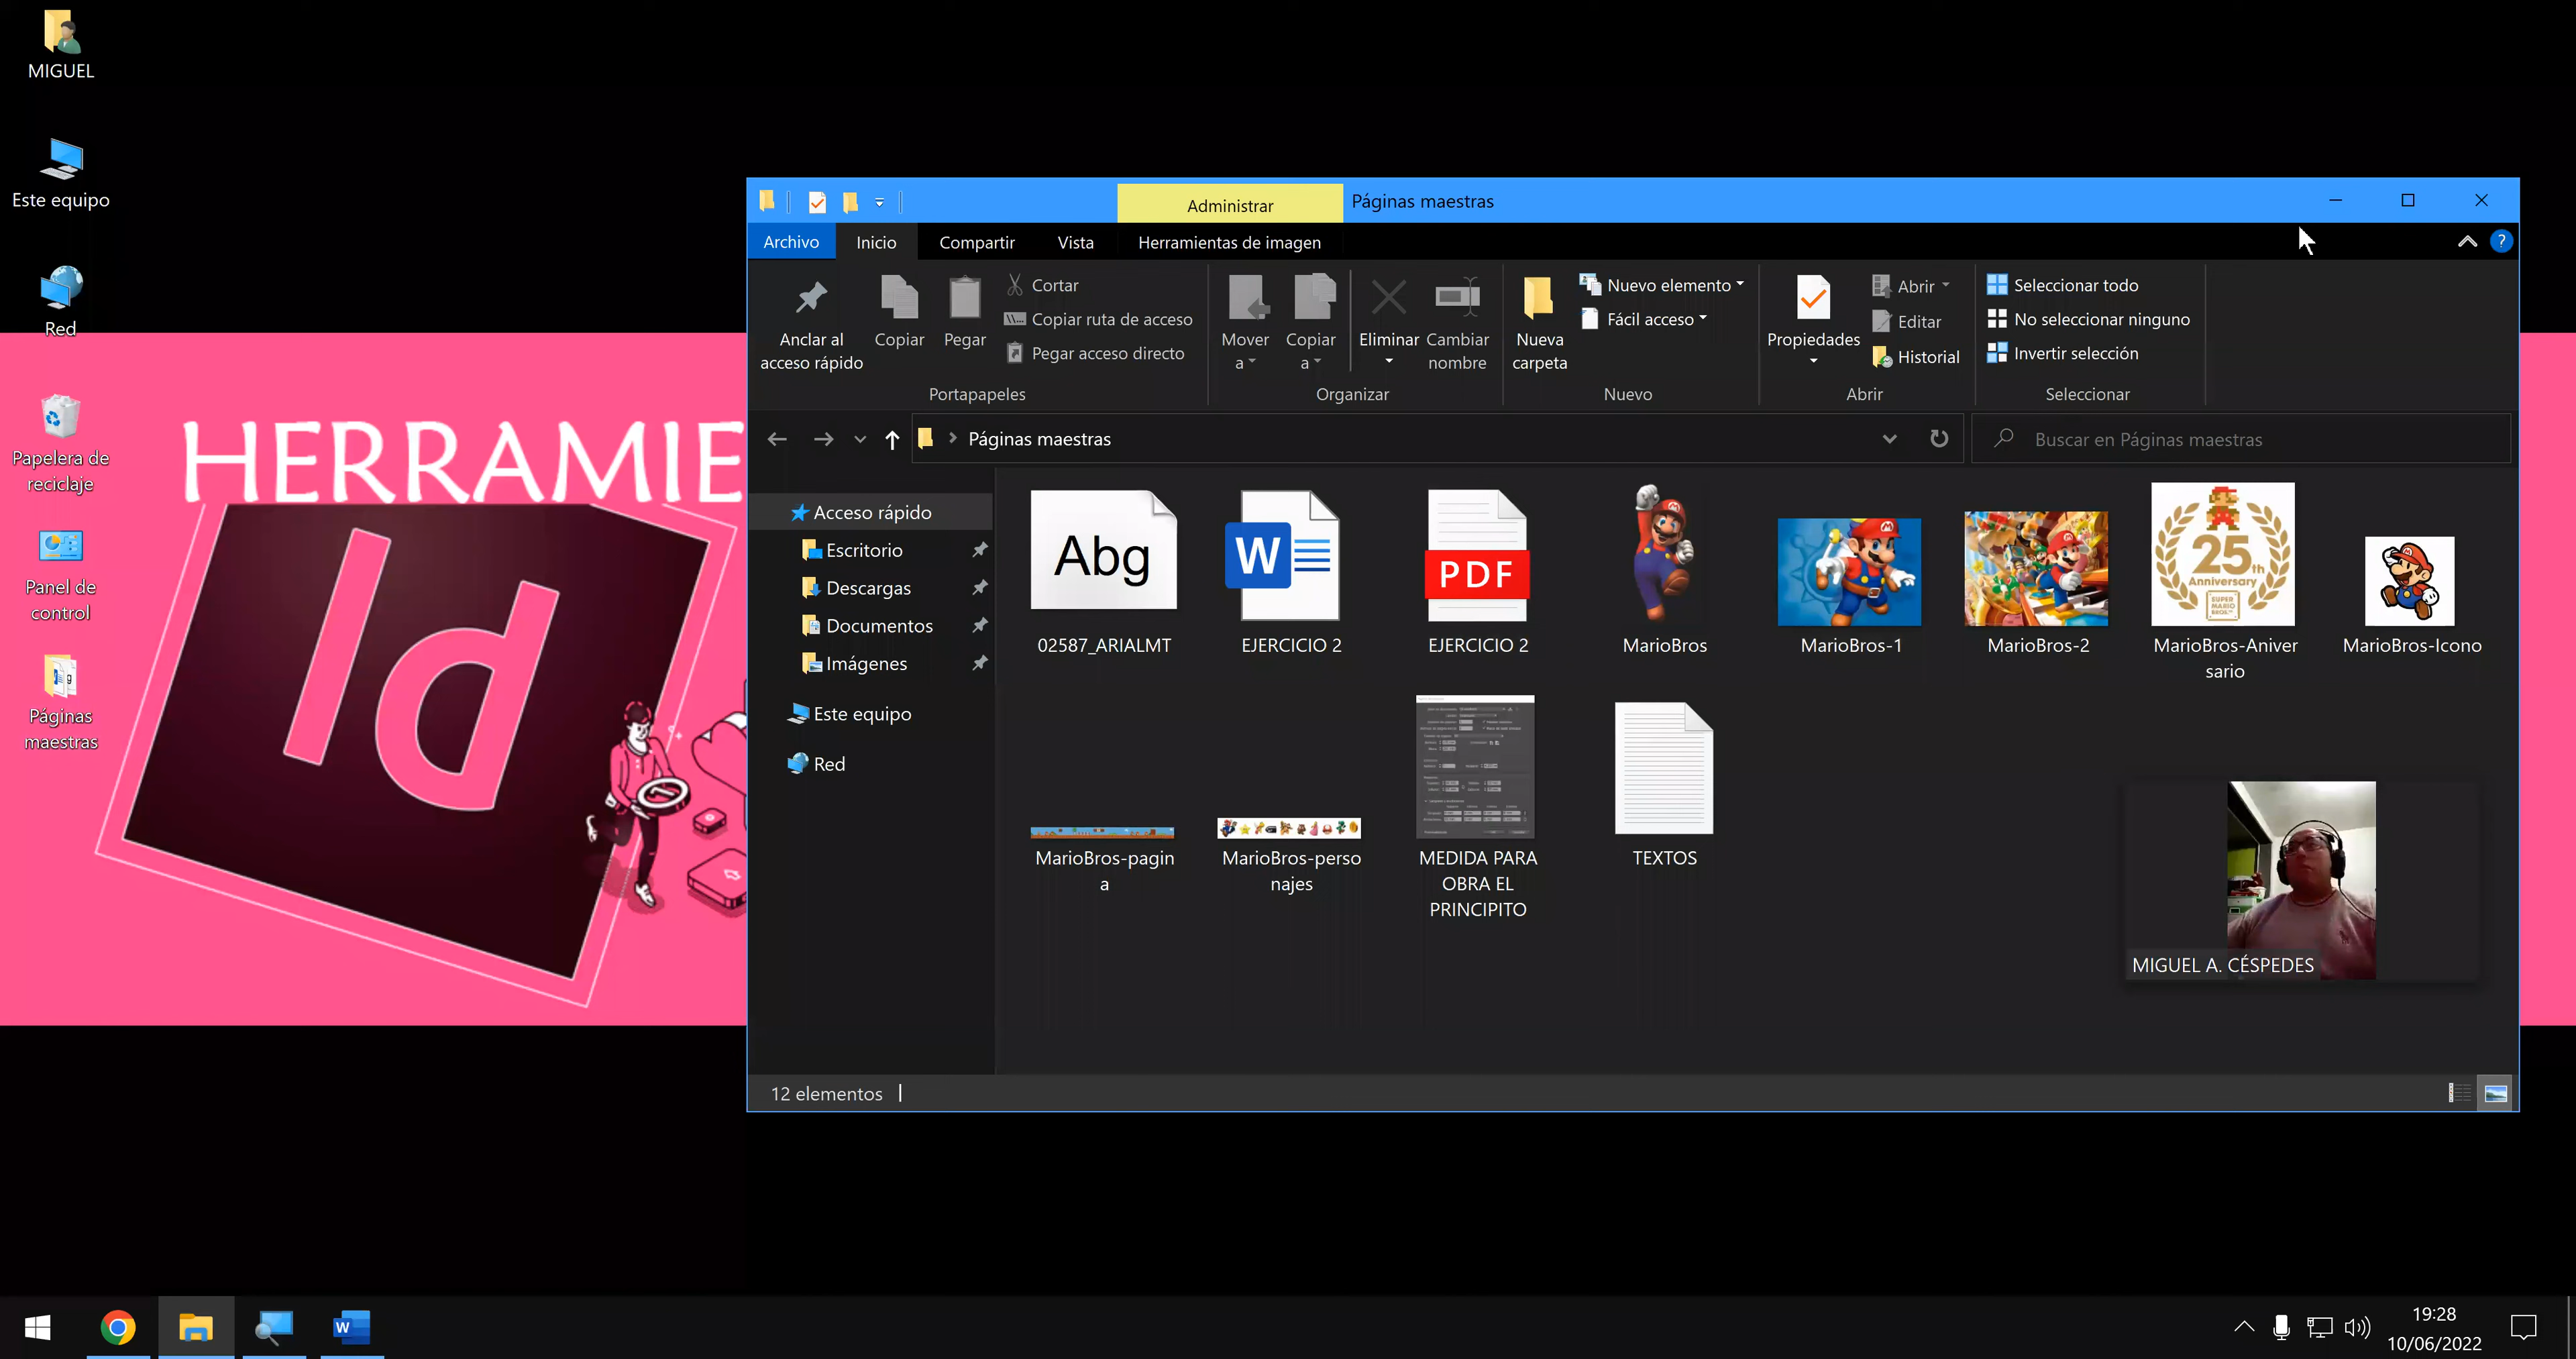 MIGUEL
Este equipo
Red
Papelera de
reciclaje
Panel de
control
Páginas
maestras
HERRAMIE
Id
Administrar
Páginas maestras
Archivo
Inicio
Compartir
Vista
Herramientas de imagen
Anclar al
acceso rápido
Copiar
Pegar
Cortar
Copiar ruta de acceso
Pegar acceso directo
Portapapeles
Mover
a
Copiar
a
Eliminar
Cambiar
nombre
Organizar
Nueva
carpeta
Nuevo elemento
Fácil acceso
Nuevo
Propiedades
Abrir
Editar
Historial
Abrir
Seleccionar todo
No seleccionar ninguno
Invertir selección
Seleccionar
Páginas maestras
Buscar en Páginas maestras
Acceso rápido
Escritorio
Descargas
Documentos
Imágenes
Este equipo
Red
Abg
02587_ARIALMT
W
EJERCICIO 2
PDF
EJERCICIO 2
MarioBros
MarioBros-1
MarioBros-2
25th
Anniversary
SUPER
MARIO
BROS.
MarioBros-Aniver
sario
MarioBros-Icono
MarioBros-pagin
a
MarioBros-perso
najes
MEDIDA PARA
OBRA EL
PRINCIPITO
TEXTOS
MIGUEL A. CÉSPEDES
12 elementos
W
19:28
10/06/2022